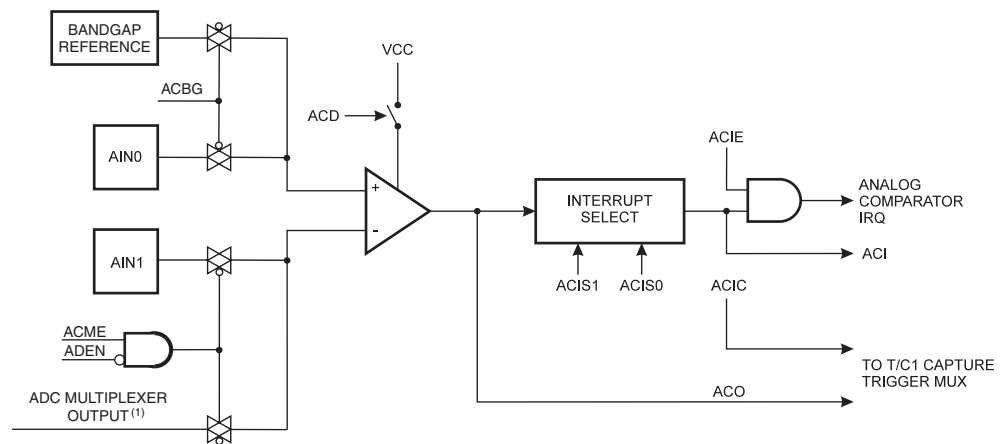 BANDGAP
REFERENCE
ACBG
VCC
ACD
AIN0
AIN1
+
-
INTERRUPT
SELECT
ACIS1
ACIS0
ACIE
ANALOG
COMPARATOR
IRQ
ACI
ACIC
ACME
ADEN
ADC MULTIPLEXER
OUTPUT (1)
TO T/C1 CAPTURE
TRIGGER MUX
ACO